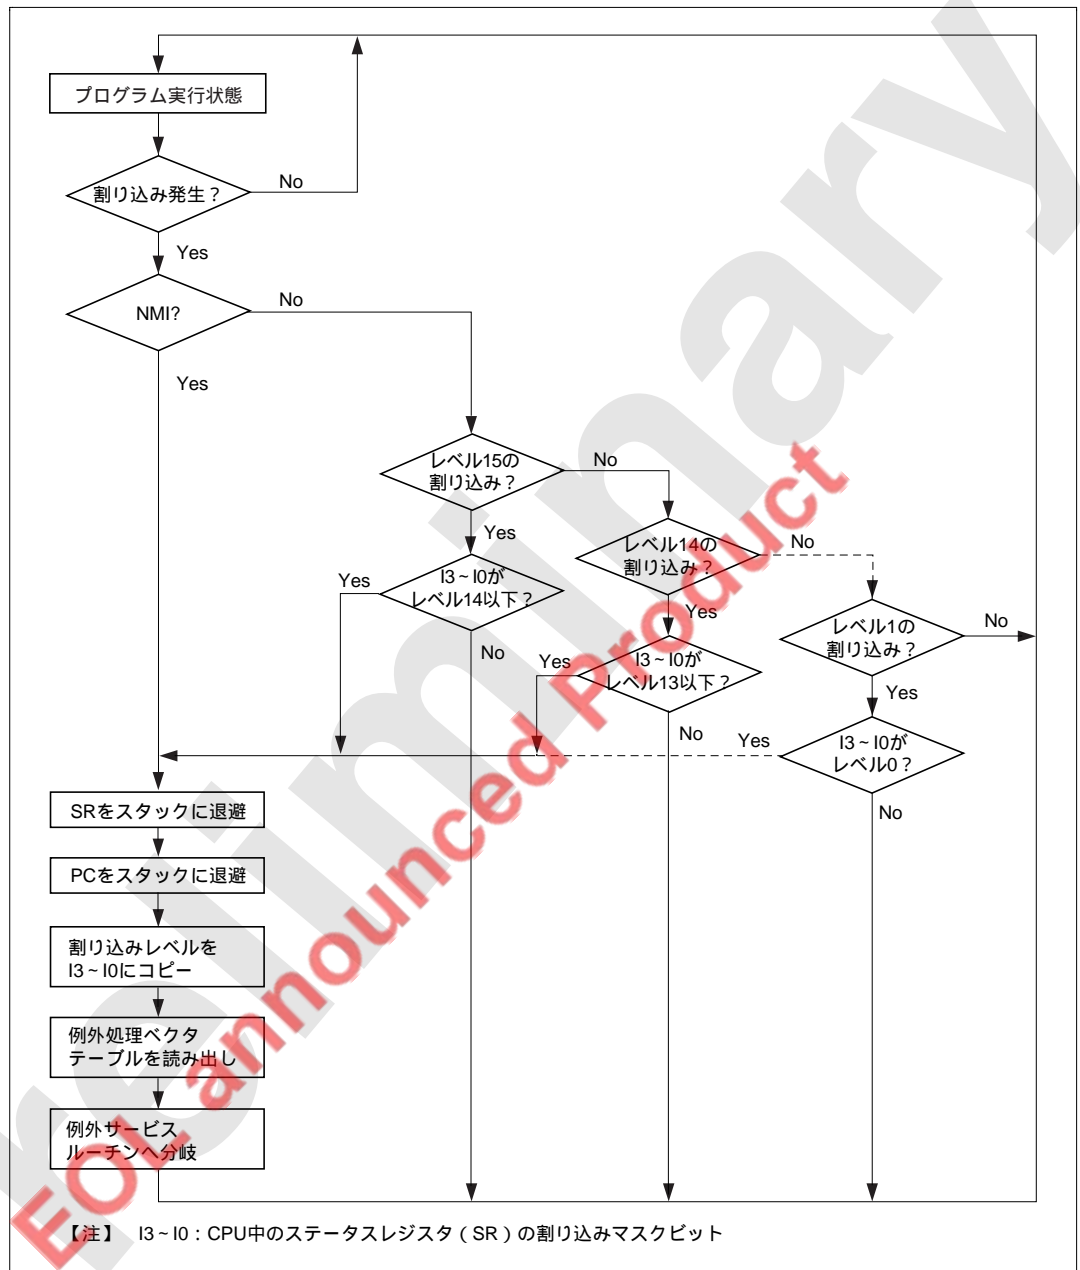 プログラム実行状態
割り込み発生？
No
Yes
NMI?
No
Yes
レベル15の
割り込み？
No
Yes
レベル14の
割り込み？
No
Yes
I3～I0が
レベル14以下？
Yes
No
レベル1の
割り込み？
No
Yes
I3～I0が
レベル13以下？
Yes
No
I3～I0が
レベル0？
Yes
No
SRをスタックに退避
PCをスタックに退避
割り込みレベルを
I3～I0にコピー
例外処理ベクタ
テーブルを読み出し
例外サービス
ルーチンへ分岐
【注】 I3～I0：CPU中のステータスレジスタ（SR）の割り込みマスクビット
EOL announced Product
reliminary